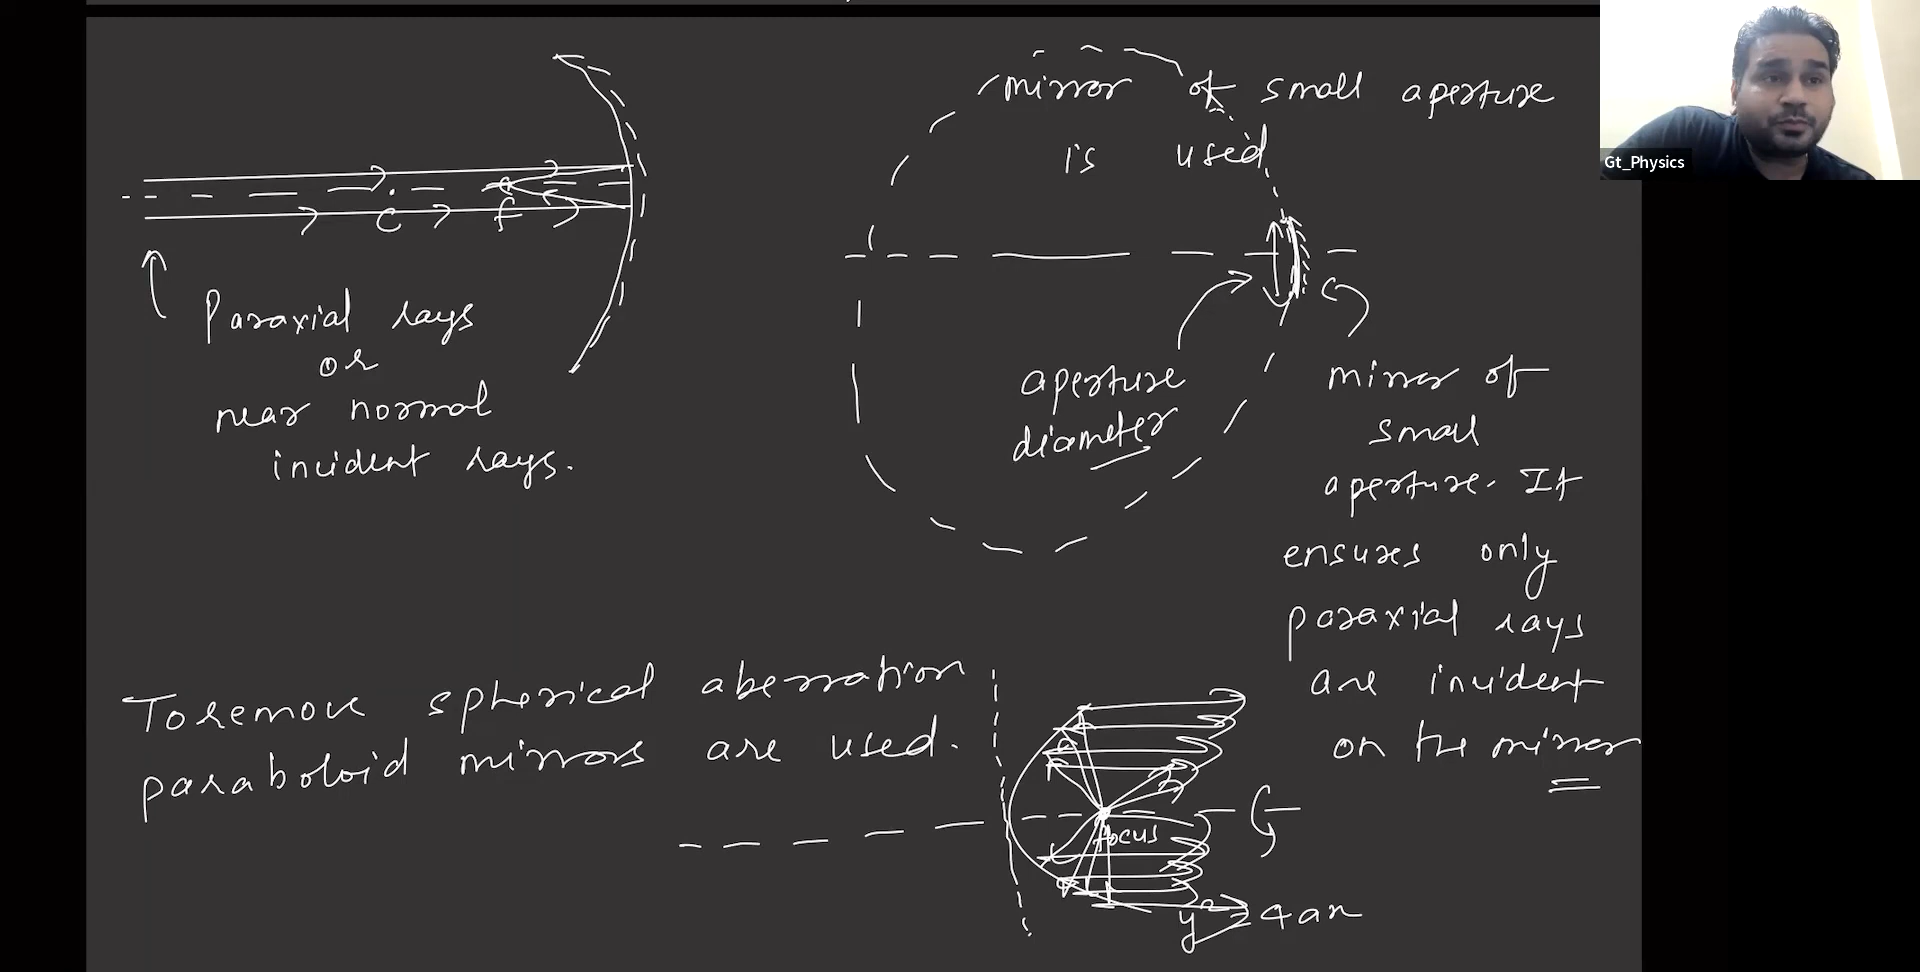 mirror of small aperture
is used
Gt_Physics
C f
Paraxial rays
or
near normal
incident rays.
aperture
diameter
mirror of
small
aperture. It
ensures only
paraxial rays
are incident
on the mirror
To remove spherical aberration
paraboloid mirrors are used.
focus
y² = 4ax